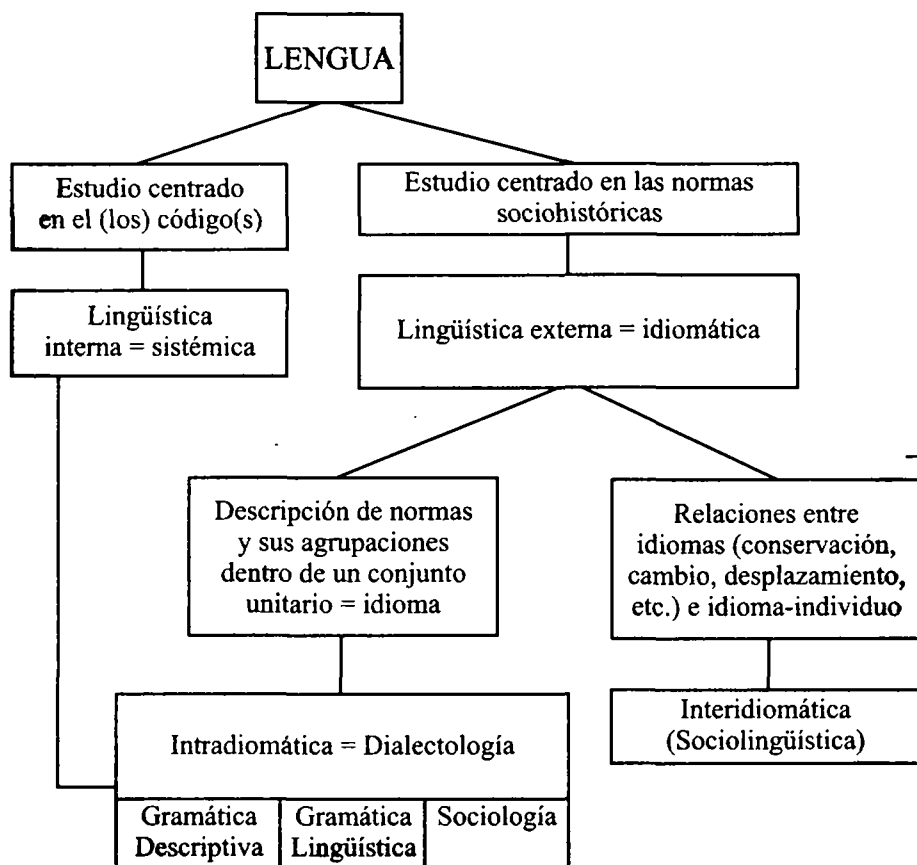 LENGUA
Estudio centrado
en el (los) código(s)
Estudio centrado en las normas
sociohistóricas
Lingüística
interna = sistémica
Lingüística externa = idiomática
Descripción de normas
y sus agrupaciones
dentro de un conjunto
unitario = idioma
Relaciones entre
idiomas (conservación,
cambio, desplazamiento,
etc.) e idioma-individuo
Intradiomática = Dialectología
Interidiomática
(Sociolingüística)
Gramática
Descriptiva
Gramática
Lingüística
Sociología